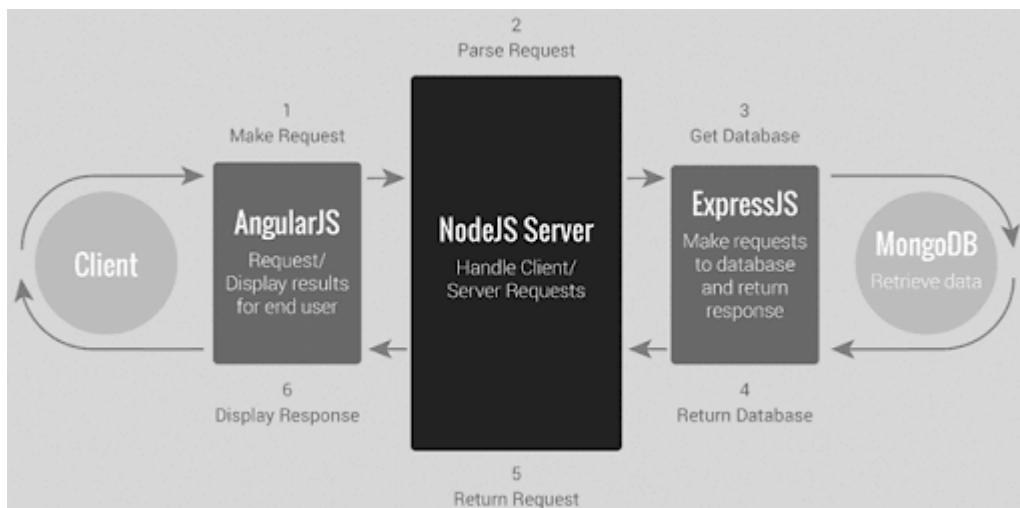 2
Parse Request
1
Make Request
3
Get Database
Client
AngularJS
Request/
Display results
for end user
NodeJS Server
Handle Client/
Server Requests
ExpressJS
Make requests
to database
and return
response
MongoDB
Retrieve data
6
Display Response
4
Return Database
5
Return Request